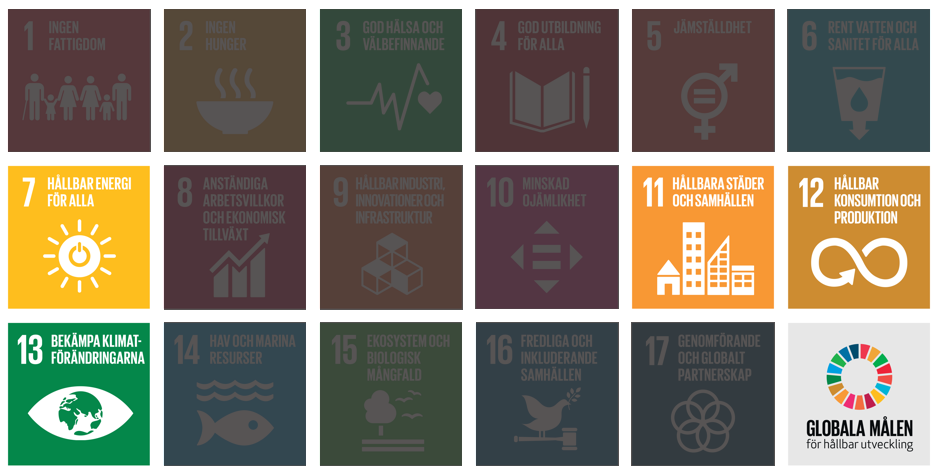 1 INGEN
FATTIGDOM
2 INGEN
HUNGER
3 GOD HÄLSA OCH
VÄLBEFINNANDE
4 GOD UTBILDNING
FÖR ALLA
5 JÄMSTÄLLDHET
6 RENT VATTEN OCH
SANITET FÖR ALLA
7 HÅLLBAR ENERGI
FÖR ALLA
8 ANSTÄNDIGA
ARBETSVILLKOR
OCH EKONOMISK
TILLVÄXT
9 HÅLLBAR INDUSTRI,
INNOVATIONER OCH
INFRASTRUKTUR
10 MINSKAD
OJÄMLIKHET
11 HÅLLBARA STÄDER
OCH SAMHÄLLEN
12 HÅLLBAR
KONSUMTION OCH
PRODUKTION
13 BEKÄMPA KLIMAT-
FÖRÄNDRINGARNA
14 HAV OCH MARINA
RESURSER
15 EKOSYSTEM OCH
BIOLOGISK
MÅNGFALD
16 FREDLIGA OCH
INKLUDERANDE
SAMHÄLLEN
17 GENOMFÖRANDE
OCH GLOBALT
PARTNERSKAP
GLOBALA MÅLEN
för hållbar utveckling